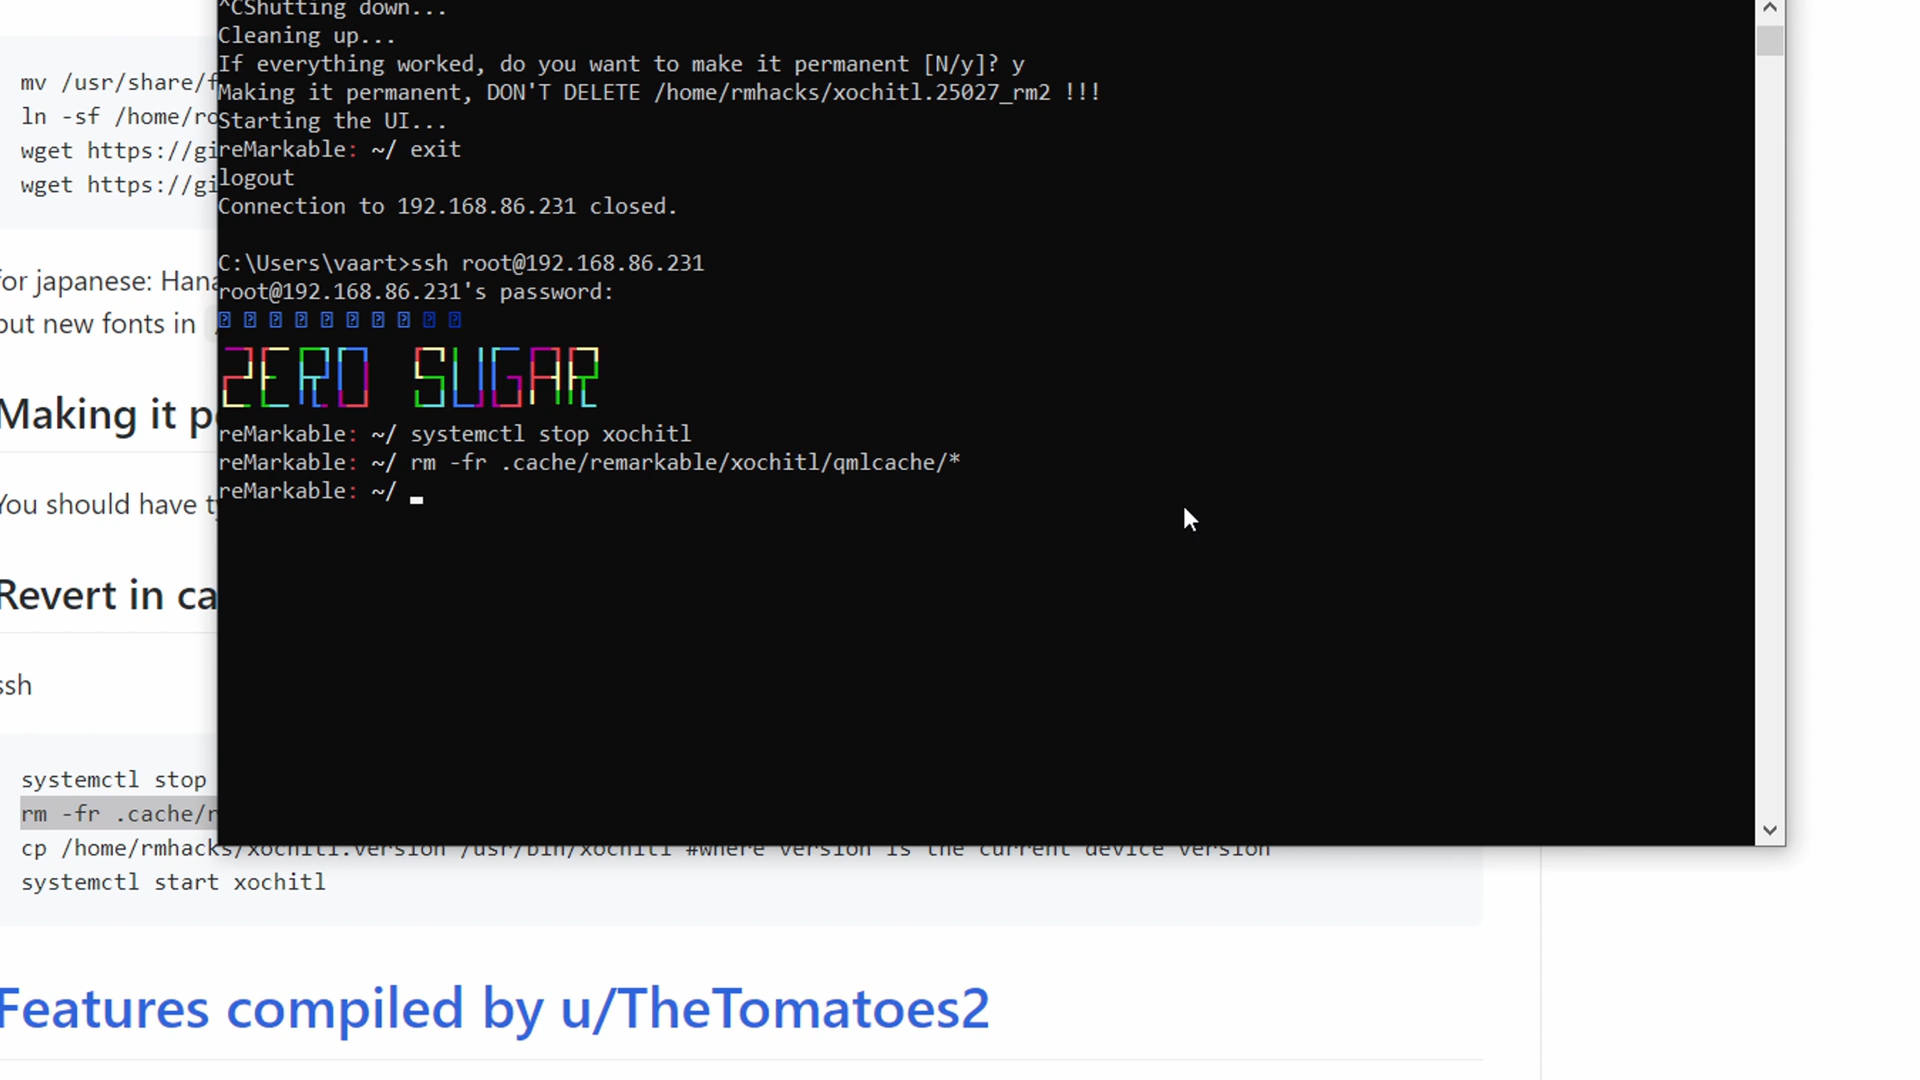 ^CShutting down...
Cleaning up...
If everything worked, do you want to make it permanent [N/y]? y
Making it permanent, DON'T DELETE /home/rmhacks/xochitl.25027_rm2 !!!
Starting the UI...
reMarkable: ~/ exit
logout
Connection to 192.168.86.231 closed.
C:\Users\vaart>ssh root@192.168.86.231
root@192.168.86.231's password:
ZERO SUGAR
reMarkable: ~/ systemctl stop xochitl
reMarkable: ~/ rm -fr .cache/remarkable/xochitl/qmlcache/*
reMarkable: ~/
mv /usr/share/f
ln -sf /home/ro
wget https://gi
wget https://gi
for japanese: Hana
put new fonts in
Making it p
You should have ty
Revert in ca
ssh
systemctl stop
rm -fr .cache/r
cp /home/rmhacks/xochitl.version /usr/bin/xochitl #where version is the current device version
systemctl start xochitl
Features compiled by u/TheTomatoes2